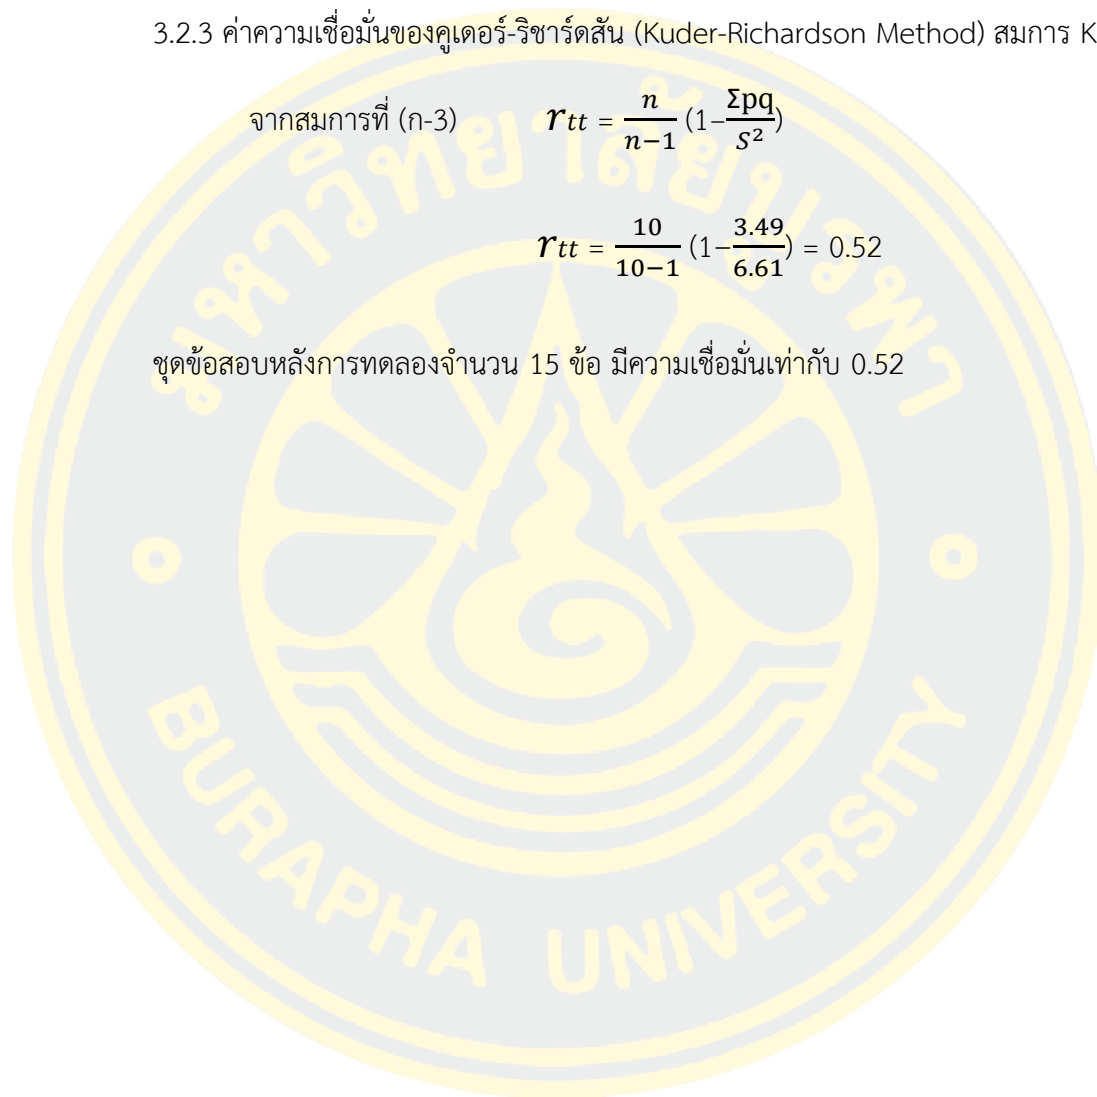 3.2.3 ค่าความเชื่อมั่นของคูเดอร์-ริชาร์ดสัน (Kuder-Richardson Method) สมการ K
จากสมการที่ (ก-3) rtt = n/n−1 (1−Σpq/S²)
rtt = 10/10−1 (1−3.49/6.61) = 0.52
ชุดข้อสอบหลังการทดลองจำนวน 15 ข้อ มีความเชื่อมั่นเท่ากับ 0.52
มหาวิทยาลัยบูรพา
BURAPHA UNIVERSITY